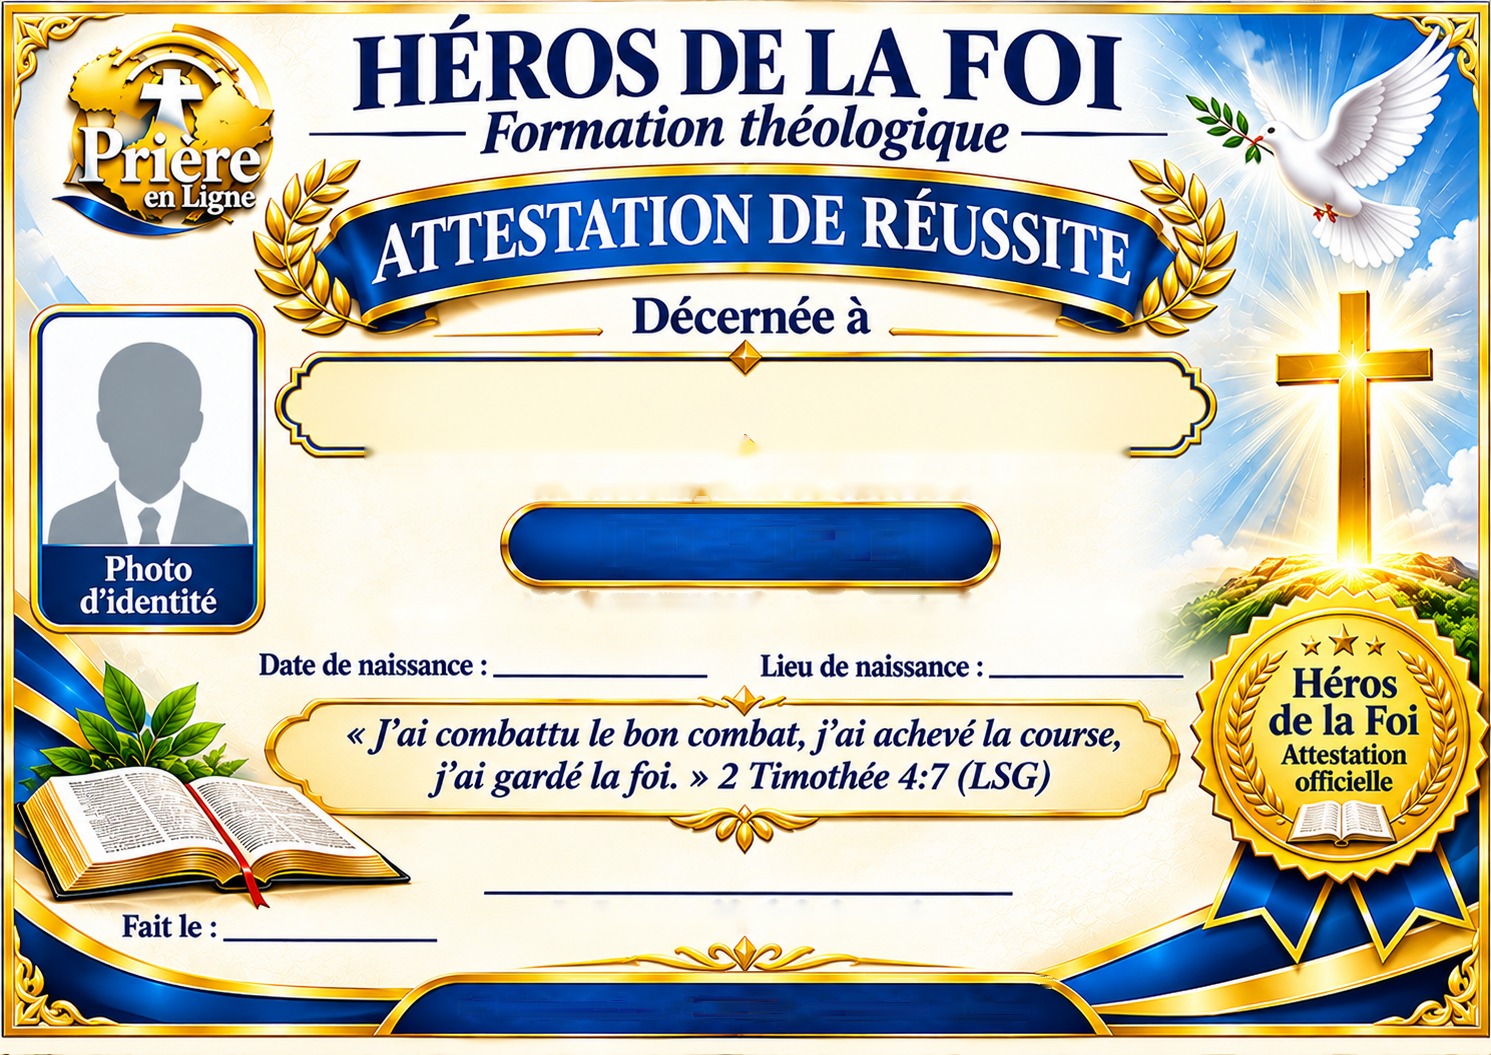 HÉROS DE LA FOI
Formation théologique
Prière
en Ligne
ATTESTATION DE RÉUSSITE
Décernée à
Photo
d'identité
Date de naissance :
Lieu de naissance :
« J'ai combattu le bon combat, j'ai achevé la course,
j'ai gardé la foi. » 2 Timothée 4:7 (LSG)
Héros
de la Foi
Attestation
officielle
Fait le :